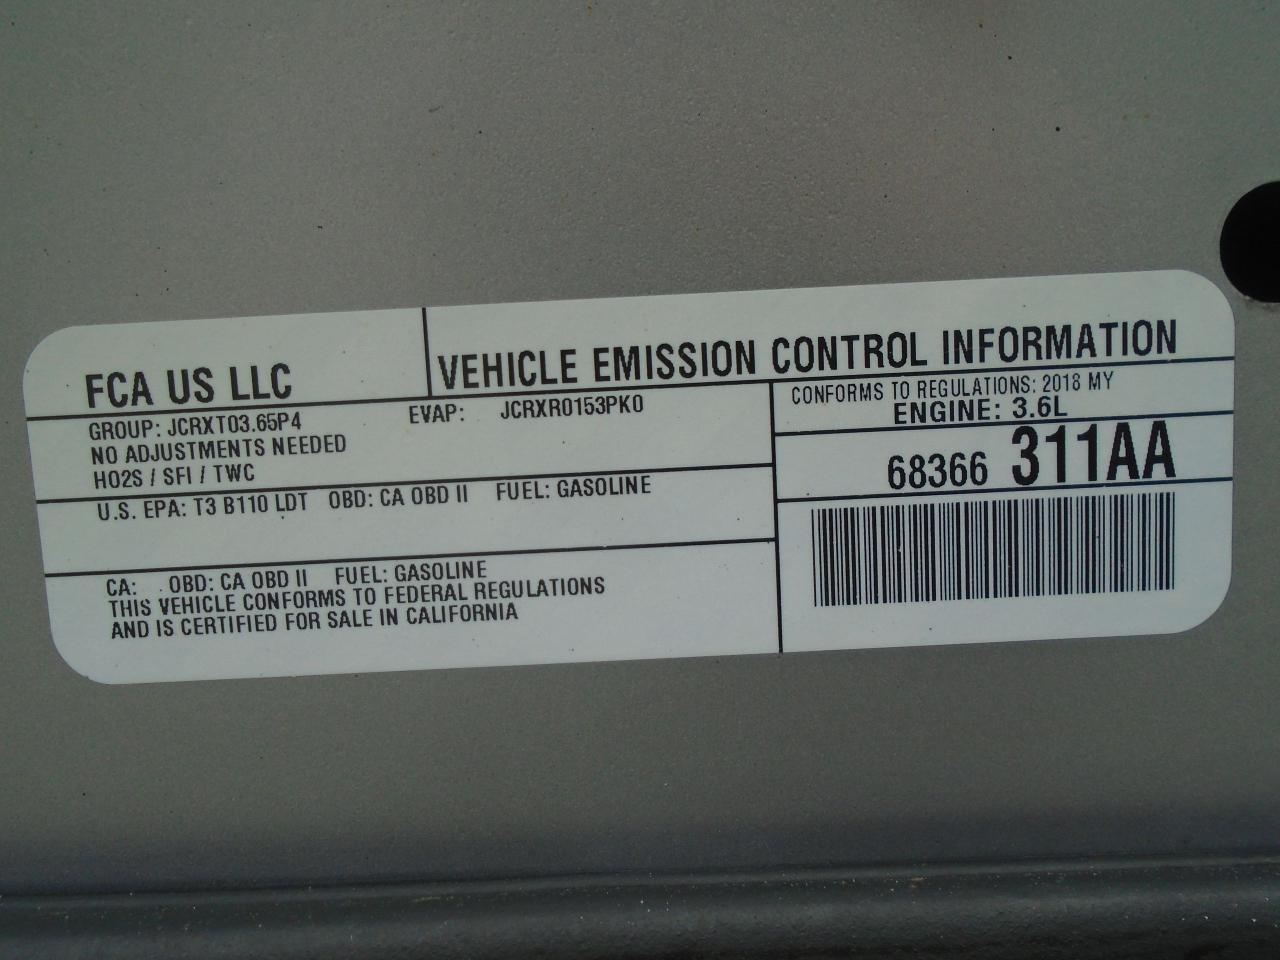 FCA US LLC
VEHICLE EMISSION CONTROL INFORMATION
GROUP: JCRXT03.65P4 EVAP: JCRXR0153PK0
NO ADJUSTMENTS NEEDED
HO2S / SFI / TWC
U.S. EPA: T3 B110 LDT OBD: CA OBD II FUEL: GASOLINE
CA: OBD: CA OBD II FUEL: GASOLINE
THIS VEHICLE CONFORMS TO FEDERAL REGULATIONS
AND IS CERTIFIED FOR SALE IN CALIFORNIA
CONFORMS TO REGULATIONS: 2018 MY
ENGINE: 3.6L
68366 311AA